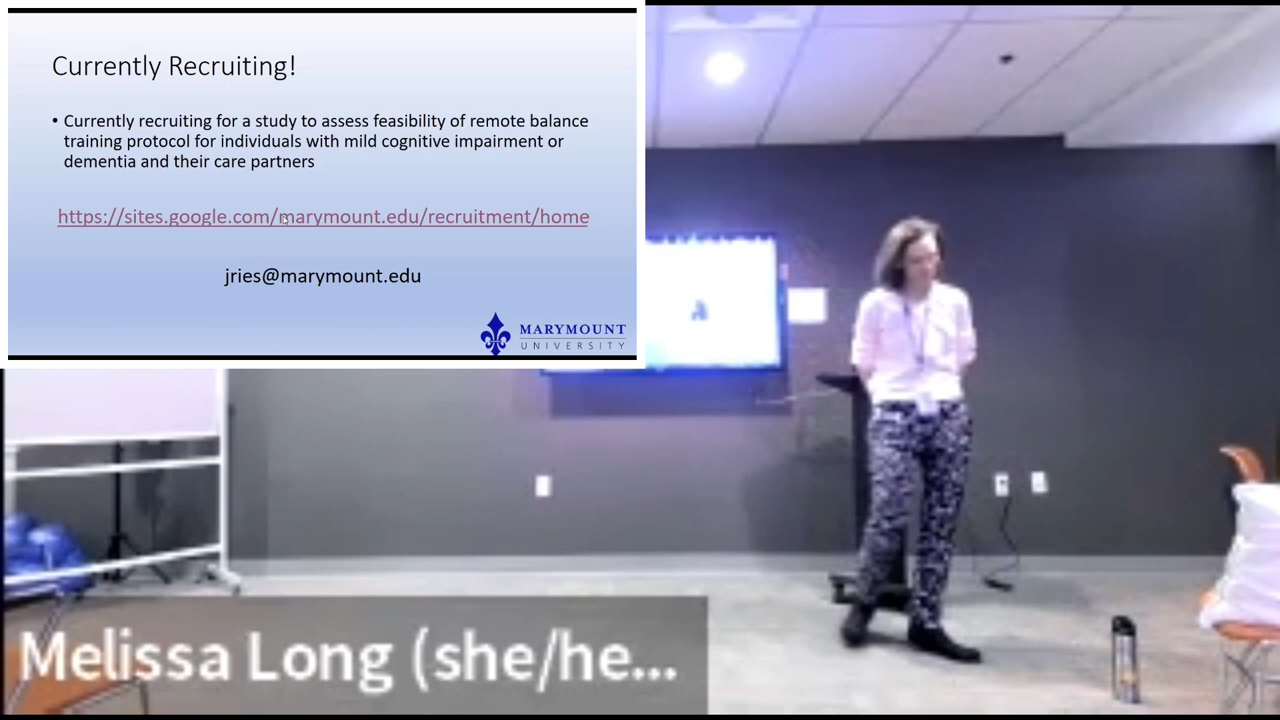 Currently Recruiting!
• Currently recruiting for a study to assess feasibility of remote balance
training protocol for individuals with mild cognitive impairment or
dementia and their care partners
https://sites.google.com/marymount.edu/recruitment/home
jries@marymount.edu
MARYMOUNT
UNIVERSITY
Melissa Long (she/he...